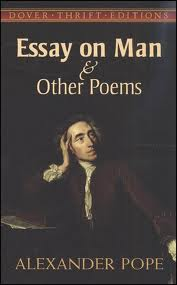 DOVER · THRIFT · EDITIONS
Essay on Man
&
Other Poems
ALEXANDER POPE